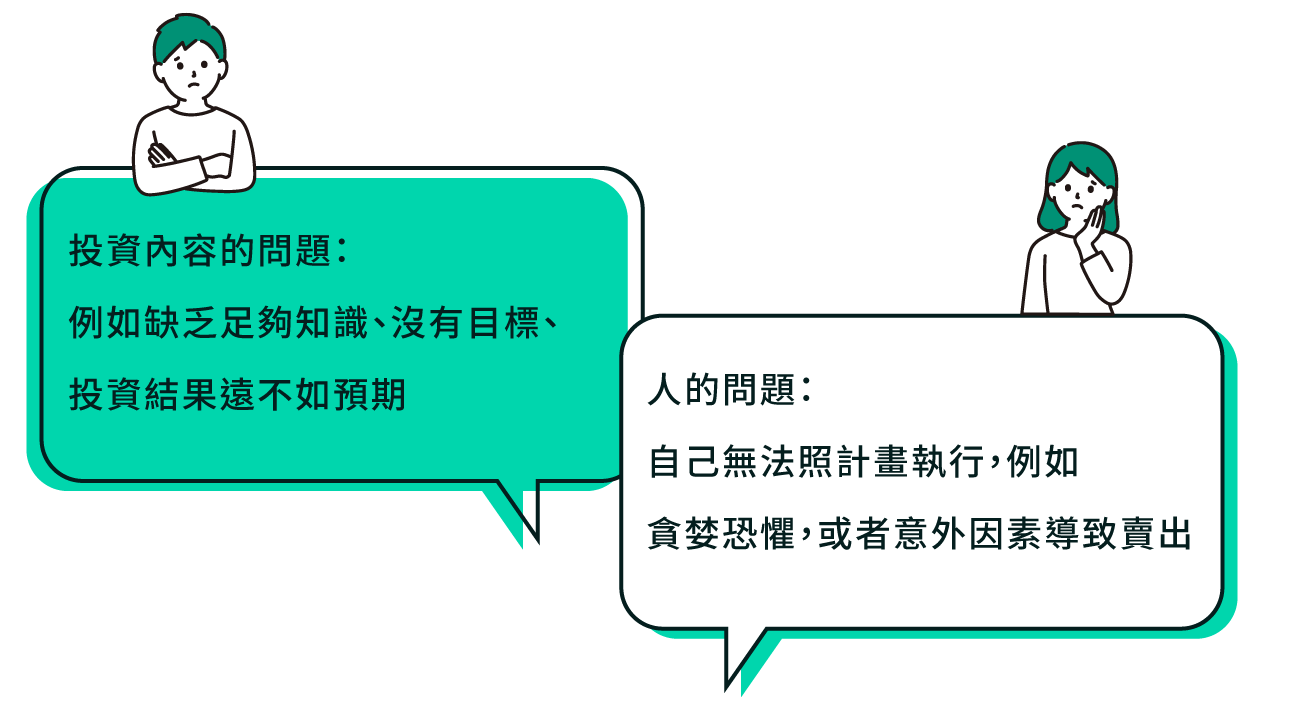 投資內容的問題：
例如缺乏足夠知識、沒有目標、
投資結果遠不如預期
人的問題：
自己無法照計畫執行，例如
貪婪恐懼，或者意外因素導致賣出